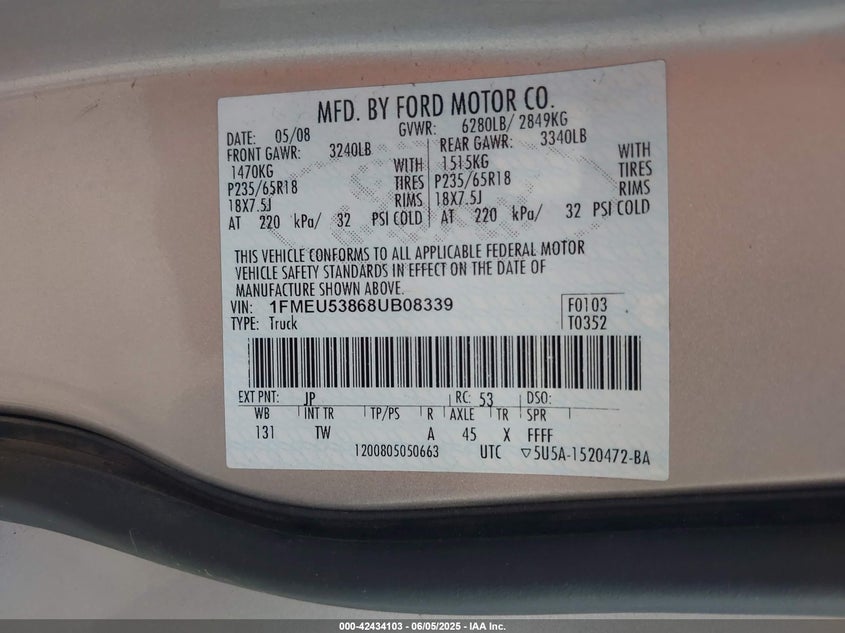 MFD. BY FORD MOTOR CO.
DATE: 05/08 GVWR: 6280LB/ 2849KG
FRONT GAWR: 3240LB REAR GAWR: 3340LB
1470KG WITH 1515KG WITH
P235/65R18 TIRES P235/65R18 TIRES
18X7.5J RIMS 18X7.5J RIMS
AT 220 kPa/ 32 PSI COLD AT 220 kPa/ 32 PSI COLD
THIS VEHICLE CONFORMS TO ALL APPLICABLE FEDERAL MOTOR
VEHICLE SAFETY STANDARDS IN EFFECT ON THE DATE OF
MANUFACTURE SHOWN ABOVE.
VIN: 1FMEU53868UB08339 F0103
TYPE: Truck T0352
EXT PNT: JP RC: 53 DSO:
WB INT TR TP/PS R AXLE TR SPR
131 TW A 45 X FFFF
1200805050663 UTC ▽5U5A-1520472-BA
000-42434103 - 06/05/2025 - IAA Inc.